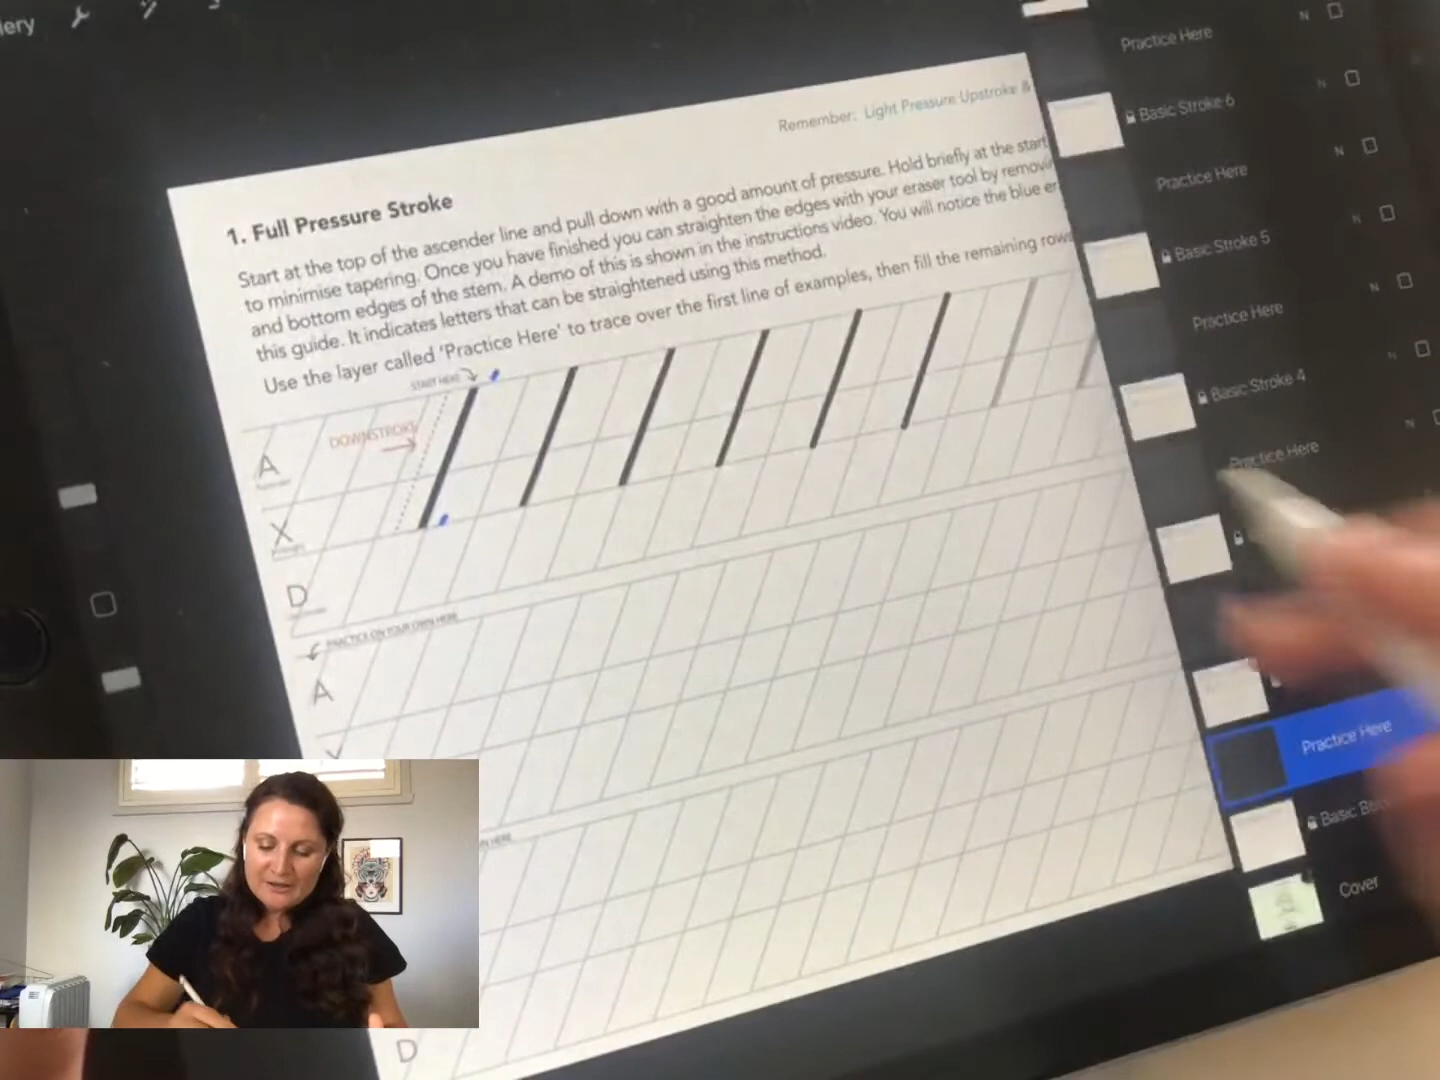 Remember: Light Pressure Upstroke &
1. Full Pressure Stroke
Start at the top of the ascender line and pull down with a good amount of pressure. Hold briefly at the start
to minimise tapering. Once you have finished you can straighten the edges with your eraser tool by removi
and bottom edges of the stem. A demo of this is shown in the instructions video. You will notice the blue er
this guide. It indicates letters that can be straightened using this method.
Use the layer called 'Practice Here' to trace over the first line of examples, then fill the remaining rows
START HERE
DOWNSTROKE
A
X
D
PRACTICE ON YOUR OWN HERE
A
N HERE
D
lery
Practice Here
N
Basic Stroke 6
N
Practice Here
N
Basic Stroke 5
N
Practice Here
N
Basic Stroke 4
N
Practice Here
N
Practice Here
Basic
Cover